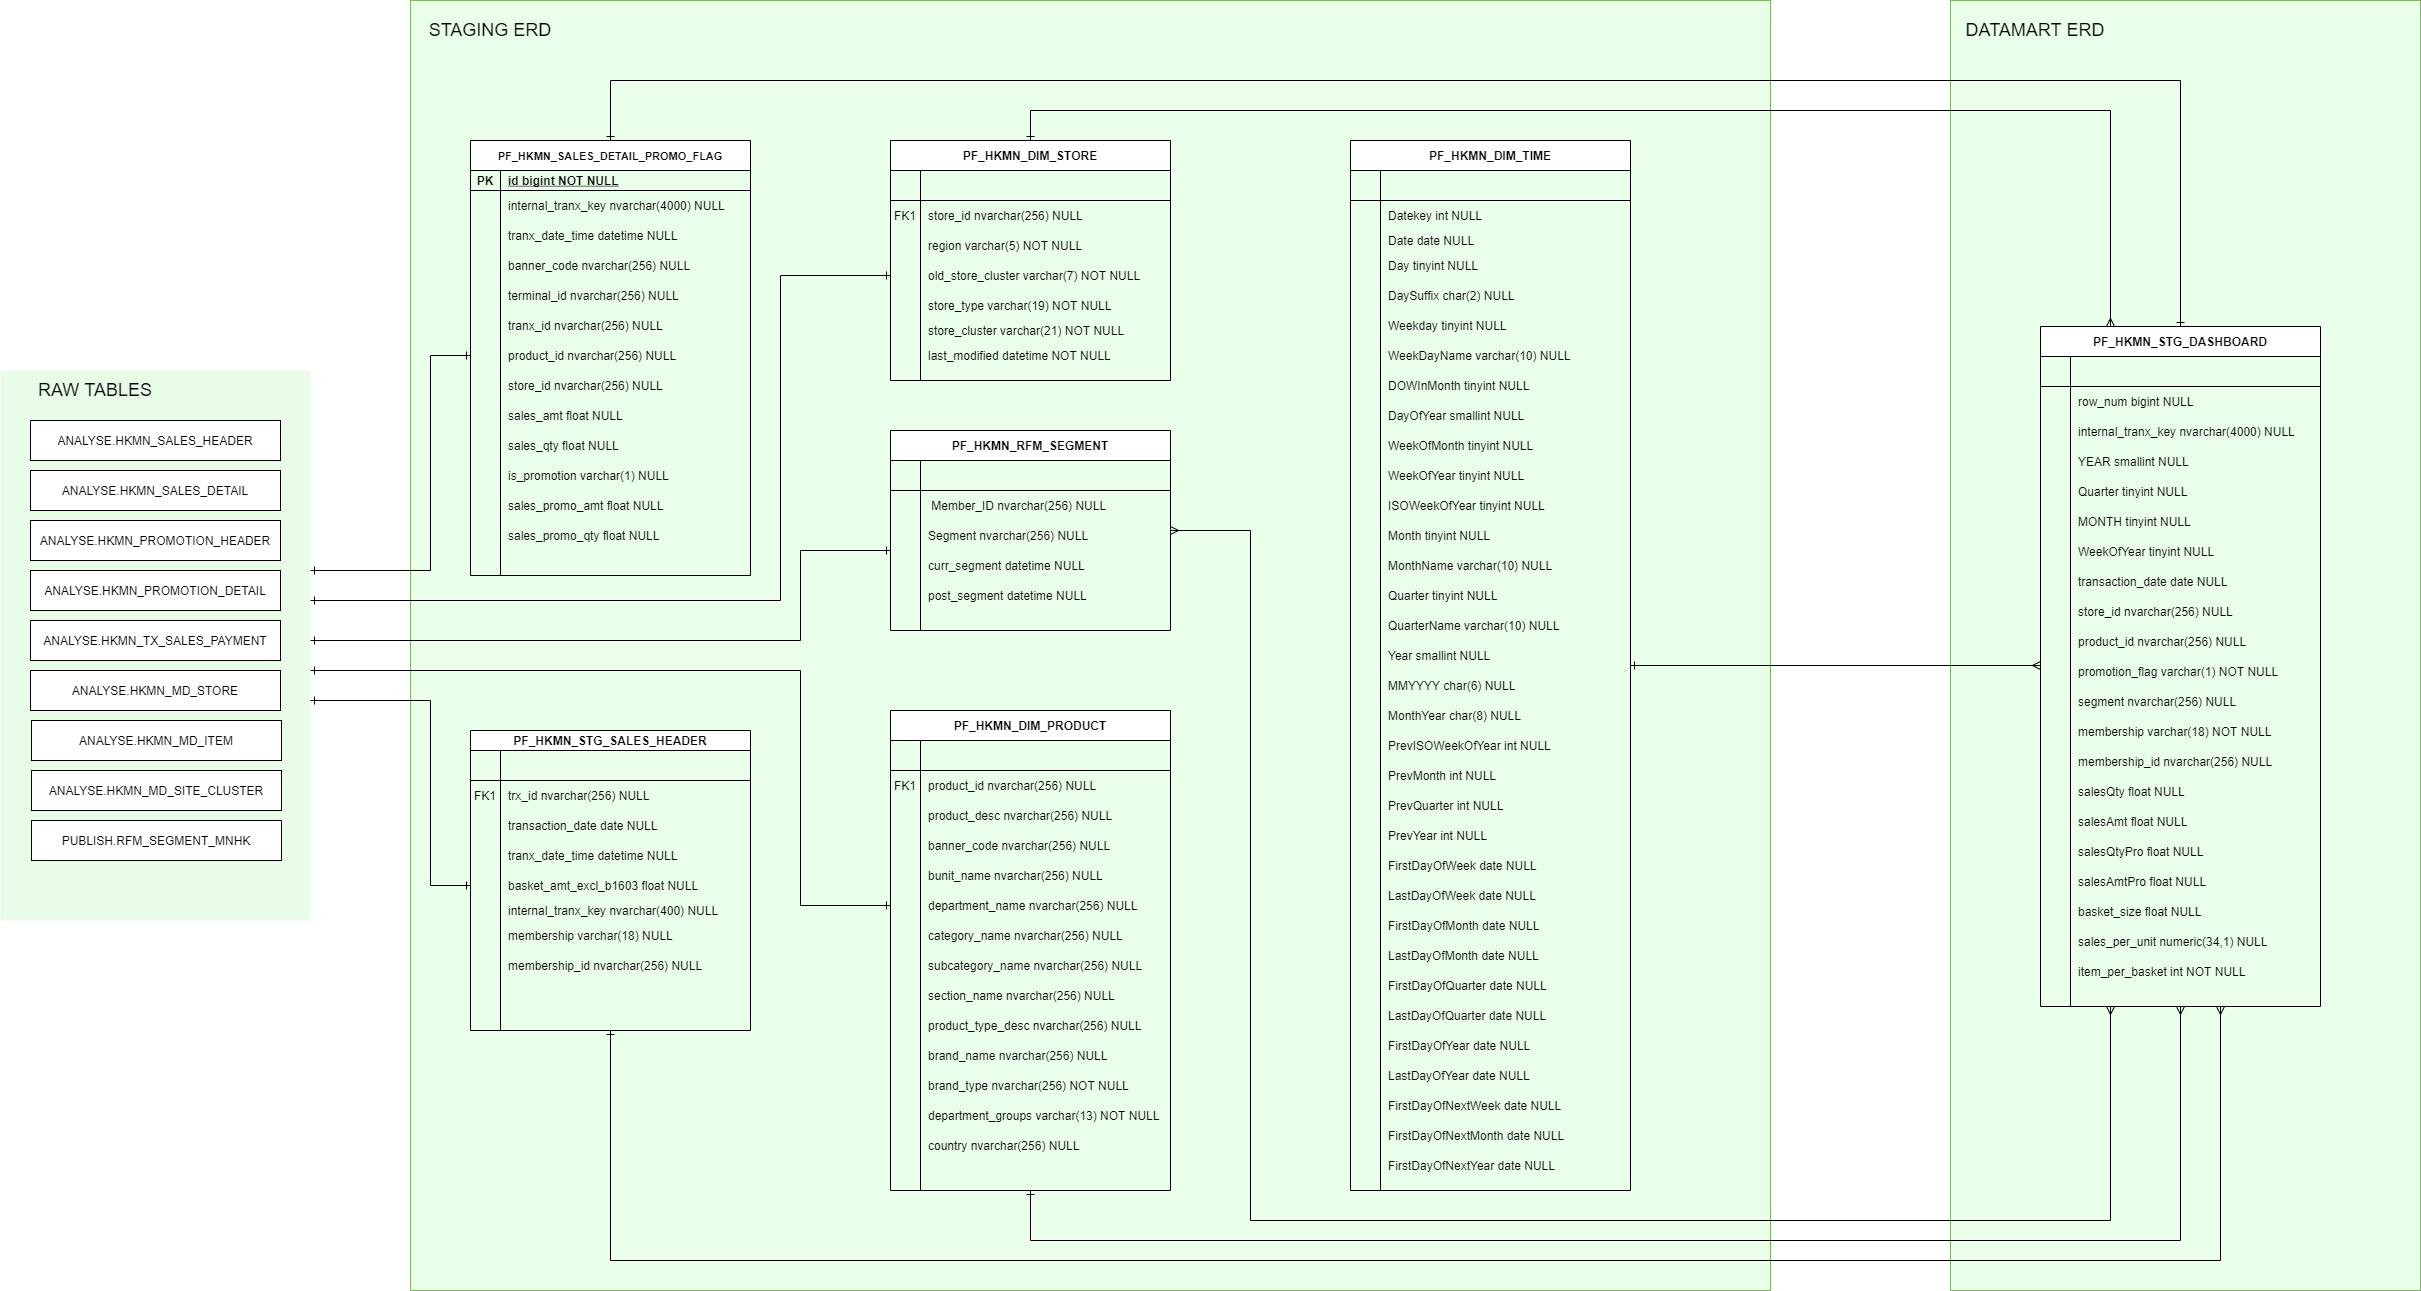 STAGING ERD
DATAMART ERD
RAW TABLES
ANALYSE.HKMN_SALES_HEADER
ANALYSE.HKMN_SALES_DETAIL
ANALYSE.HKMN_PROMOTION_HEADER
ANALYSE.HKMN_PROMOTION_DETAIL
ANALYSE.HKMN_TX_SALES_PAYMENT
ANALYSE.HKMN_MD_STORE
ANALYSE.HKMN_MD_ITEM
ANALYSE.HKMN_MD_SITE_CLUSTER
PUBLISH.RFM_SEGMENT_MNHK
PF_HKMN_SALES_DETAIL_PROMO_FLAG
PK id bigint NOT NULL
internal_tranx_key nvarchar(4000) NULL
tranx_date_time datetime NULL
banner_code nvarchar(256) NULL
terminal_id nvarchar(256) NULL
tranx_id nvarchar(256) NULL
product_id nvarchar(256) NULL
store_id nvarchar(256) NULL
sales_amt float NULL
sales_qty float NULL
is_promotion varchar(1) NULL
sales_promo_amt float NULL
sales_promo_qty float NULL
PF_HKMN_STG_SALES_HEADER
FK1 trx_id nvarchar(256) NULL
transaction_date date NULL
tranx_date_time datetime NULL
basket_amt_excl_b1603 float NULL
internal_tranx_key nvarchar(400) NULL
membership varchar(18) NULL
membership_id nvarchar(256) NULL
PF_HKMN_DIM_STORE
FK1 store_id nvarchar(256) NULL
region varchar(5) NOT NULL
old_store_cluster varchar(7) NOT NULL
store_type varchar(19) NOT NULL
store_cluster varchar(21) NOT NULL
last_modified datetime NOT NULL
PF_HKMN_RFM_SEGMENT
Member_ID nvarchar(256) NULL
Segment nvarchar(256) NULL
curr_segment datetime NULL
post_segment datetime NULL
PF_HKMN_DIM_PRODUCT
FK1 product_id nvarchar(256) NULL
product_desc nvarchar(256) NULL
banner_code nvarchar(256) NULL
bunit_name nvarchar(256) NULL
department_name nvarchar(256) NULL
category_name nvarchar(256) NULL
subcategory_name nvarchar(256) NULL
section_name nvarchar(256) NULL
product_type_desc nvarchar(256) NULL
brand_name nvarchar(256) NULL
brand_type nvarchar(256) NOT NULL
department_groups varchar(13) NOT NULL
country nvarchar(256) NULL
PF_HKMN_DIM_TIME
Datekey int NULL
Date date NULL
Day tinyint NULL
DaySuffix char(2) NULL
Weekday tinyint NULL
WeekDayName varchar(10) NULL
DOWInMonth tinyint NULL
DayOfYear smallint NULL
WeekOfMonth tinyint NULL
WeekOfYear tinyint NULL
ISOWeekOfYear tinyint NULL
Month tinyint NULL
MonthName varchar(10) NULL
Quarter tinyint NULL
QuarterName varchar(10) NULL
Year smallint NULL
MMYYYY char(6) NULL
MonthYear char(8) NULL
PrevISOWeekOfYear int NULL
PrevMonth int NULL
PrevQuarter int NULL
PrevYear int NULL
FirstDayOfWeek date NULL
LastDayOfWeek date NULL
FirstDayOfMonth date NULL
LastDayOfMonth date NULL
FirstDayOfQuarter date NULL
LastDayOfQuarter date NULL
FirstDayOfYear date NULL
LastDayOfYear date NULL
FirstDayOfNextWeek date NULL
FirstDayOfNextMonth date NULL
FirstDayOfNextYear date NULL
PF_HKMN_STG_DASHBOARD
row_num bigint NULL
internal_tranx_key nvarchar(4000) NULL
YEAR smallint NULL
Quarter tinyint NULL
MONTH tinyint NULL
WeekOfYear tinyint NULL
transaction_date date NULL
store_id nvarchar(256) NULL
product_id nvarchar(256) NULL
promotion_flag varchar(1) NOT NULL
segment nvarchar(256) NULL
membership varchar(18) NOT NULL
membership_id nvarchar(256) NULL
salesQty float NULL
salesAmt float NULL
salesQtyPro float NULL
salesAmtPro float NULL
basket_size float NULL
sales_per_unit numeric(34,1) NULL
item_per_basket int NOT NULL